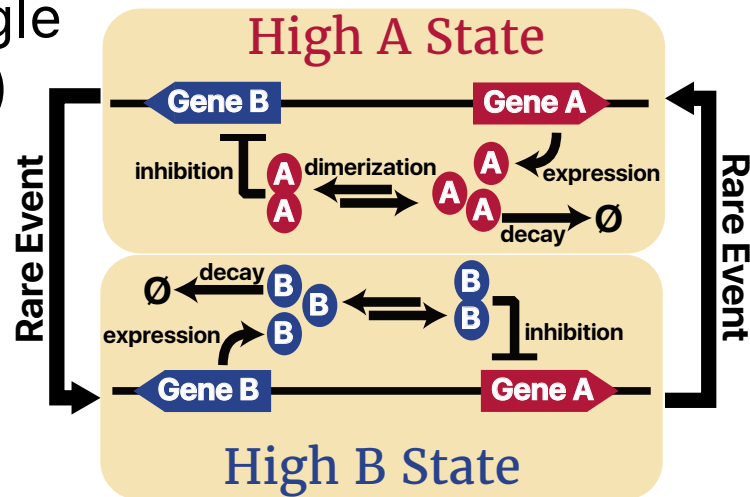 gle
)
High A State
Gene B
Gene A
inhibition
A
A
dimerization
A
A
A
expression
decay
Ø
Rare Event
Rare Event
Ø
decay
B
B
B
expression
B
B
inhibition
Gene B
Gene A
High B State